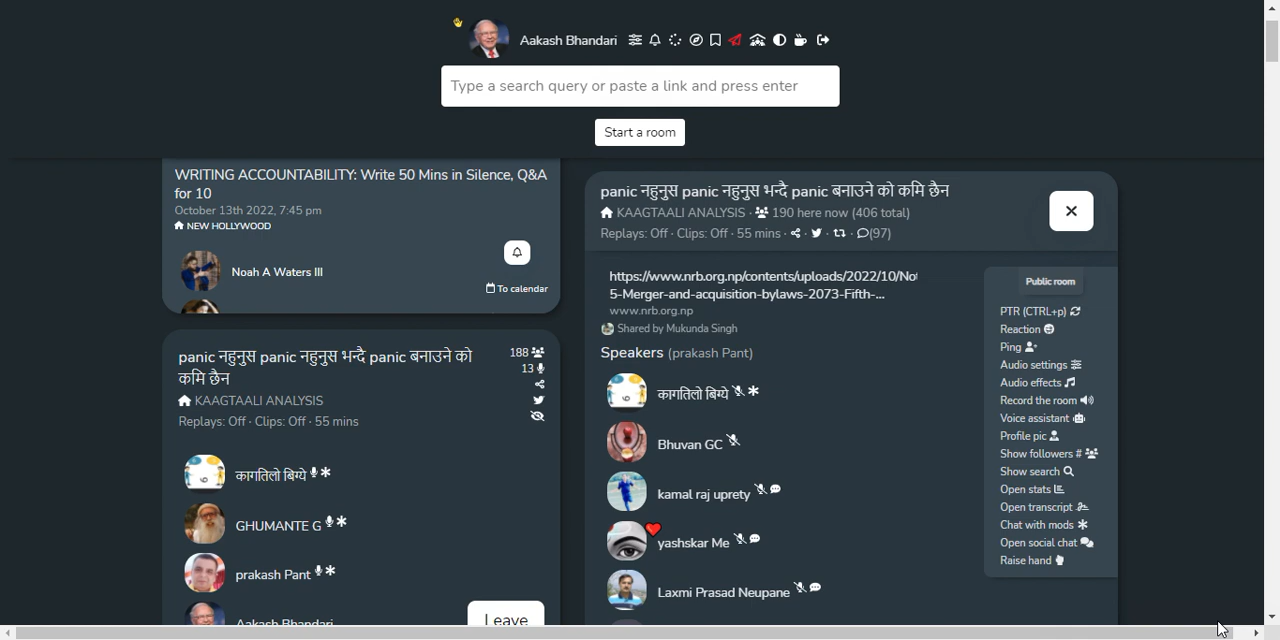 Aakash Bhandari
Type a search query or paste a link and press enter
Start a room
WRITING ACCOUNTABILITY: Write 50 Mins in Silence, Q&A
for 10
October 13th 2022, 7:45 pm
NEW HOLLYWOOD
Noah A Waters III
To calendar
panic नहुनुस panic नहुनुस भन्दै panic बनाउने को
कमि छैन
188
13
KAAGTAALI ANALYSIS
Replays: Off · Clips: Off · 55 mins
कागतिलो बिग्ये
GHUMANTE G
prakash Pant
Aakash Bhandari
Leave
panic नहुनुस panic नहुनुस भन्दै panic बनाउने को कमि छैन
KAAGTAALI ANALYSIS · 190 here now (406 total)
Replays: Off · Clips: Off · 55 mins · · · · (97)
https://www.nrb.org.np/contents/uploads/2022/10/Not
5-Merger-and-acquisition-bylaws-2073-Fifth-...
www.nrb.org.np
Shared by Mukunda Singh
Speakers (prakash Pant)
कागतिलो बिग्ये
Bhuvan GC
kamal raj uprety
yashskar Me
Laxmi Prasad Neupane
Public room
PTR (CTRL+p)
Reaction
Ping
Audio settings
Audio effects
Record the room
Voice assistant
Profile pic
Show followers #
Show search
Open stats
Open transcript
Chat with mods
Open social chat
Raise hand